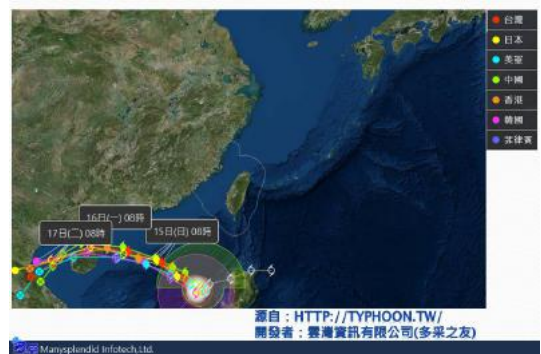 台灣
日本
美軍
中國
香港
韓國
菲律賓
16日(一) 08時
17日(二) 08時
15日(日) 08時
源自：HTTP://TYPHOON.TW/
開發者：雲灣資訊有限公司(多采之友)
Manysplendid Infotech,Ltd.